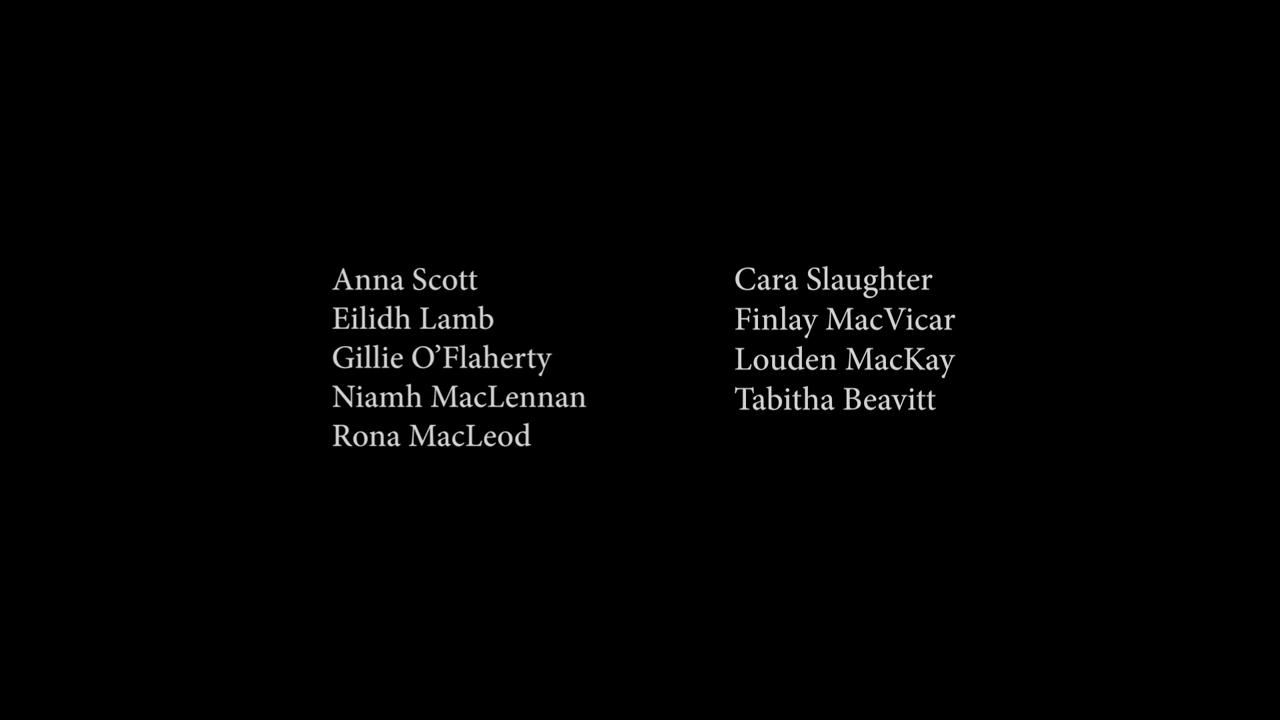 Anna Scott
Eilidh Lamb
Gillie O’Flaherty
Niamh MacLennan
Rona MacLeod
Cara Slaughter
Finlay MacVicar
Louden MacKay
Tabitha Beavitt